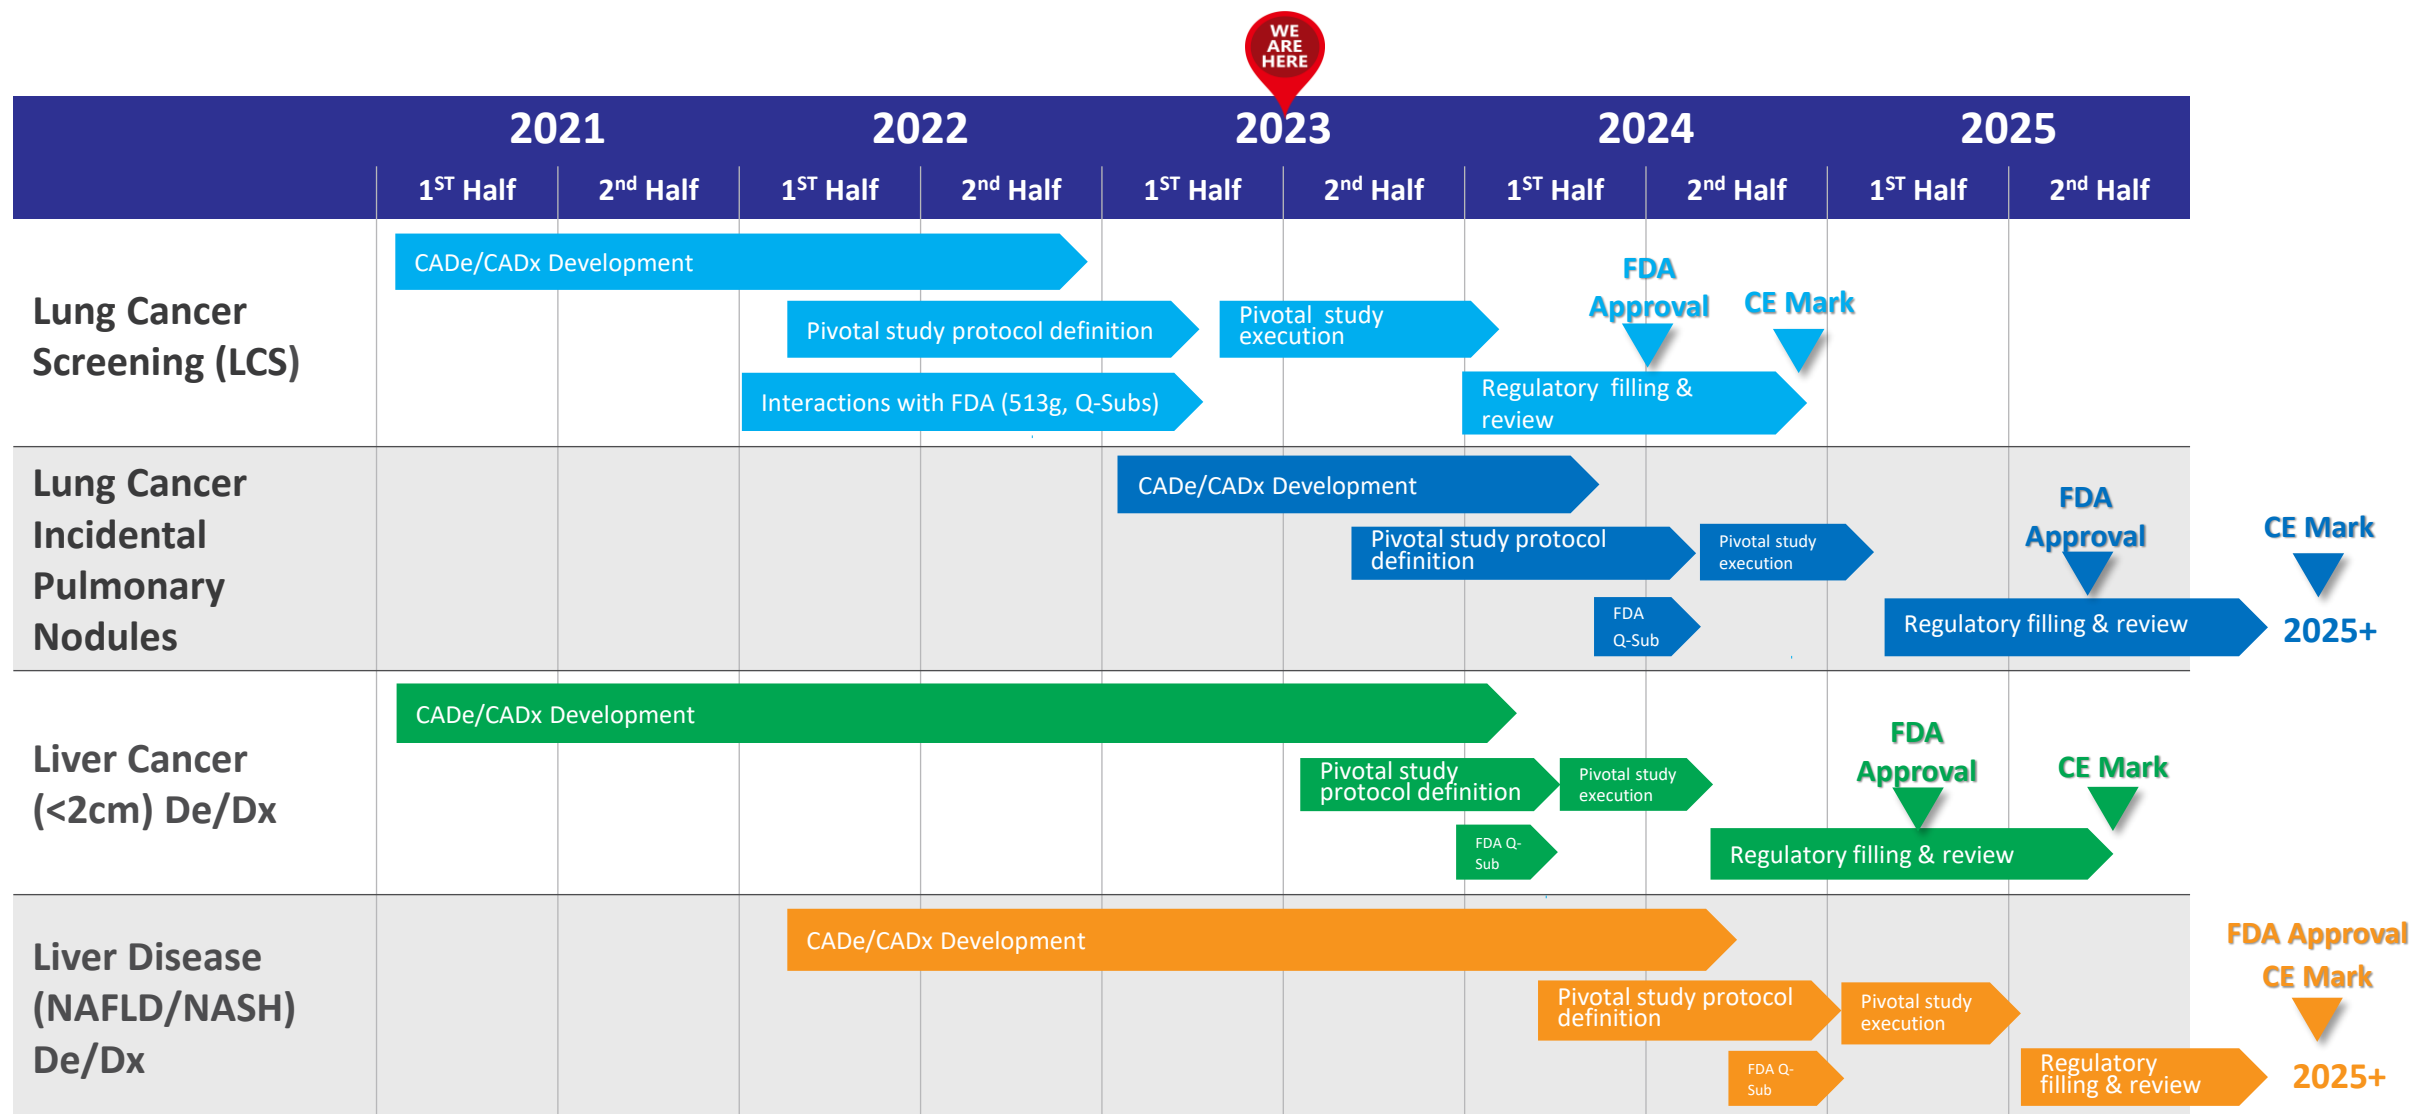 WE
ARE
HERE
2021
2022
2023
2024
2025
1ST Half
2nd Half
1ST Half
2nd Half
1ST Half
2nd Half
1ST Half
2nd Half
1ST Half
2nd Half
Lung Cancer
Screening (LCS)
CADe/CADx Development
Pivotal study protocol definition
Pivotal  study
execution
Interactions with FDA (513g, Q-Subs)
Regulatory  filling &
review
FDA
Approval
CE Mark
Lung Cancer
Incidental
Pulmonary
Nodules
CADe/CADx Development
Pivotal study protocol
definition
Pivotal study
execution
FDA
Q-Sub
Regulatory filling & review
FDA
Approval
CE Mark
2025+
Liver Cancer
(<2cm) De/Dx
CADe/CADx Development
Pivotal study
protocol definition
Pivotal study
execution
FDA Q-
Sub
Regulatory filling & review
FDA
Approval
CE Mark
Liver Disease
(NAFLD/NASH)
De/Dx
CADe/CADx Development
Pivotal study protocol
definition
Pivotal study
execution
FDA Q-
Sub
Regulatory
filling & review
FDA Approval
CE Mark
2025+